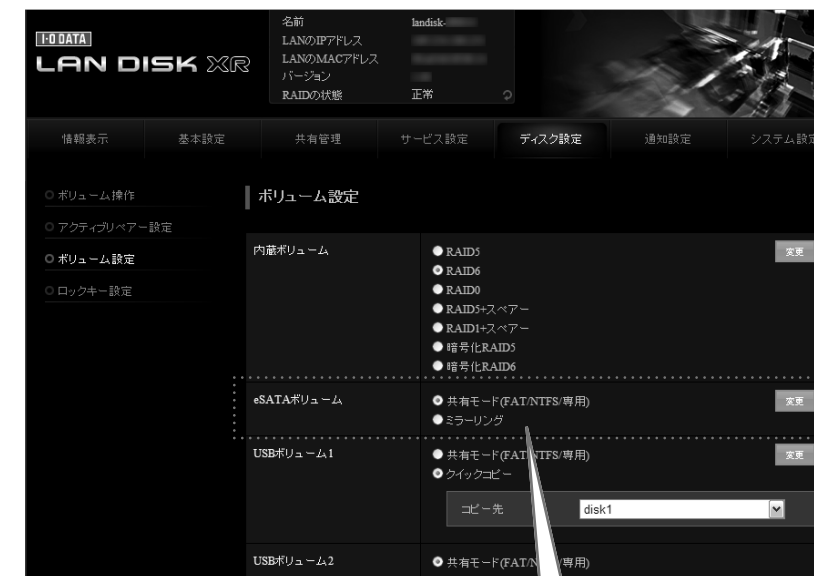 I-O DATA
LAN DISK XR
名前 landisk-
LANのIPアドレス
LANのMACアドレス
バージョン
RAIDの状態 正常
情報表示 基本設定 共有管理 サービス設定 ディスク設定 通知設定 システム設定
ボリューム操作
アクティブリペアー設定
ボリューム設定
ロックキー設定
ボリューム設定
内蔵ボリューム
RAID5
変更
RAID6
RAID0
RAID5+スペアー
RAID1+スペアー
暗号化RAID5
暗号化RAID6
eSATAボリューム
共有モード(FAT/NTFS/専用)
変更
ミラーリング
USBボリューム1
共有モード(FAT/NTFS/専用)
変更
クイックコピー
コピー先 disk1
USBボリューム2
共有モード(FAT/N /専用)